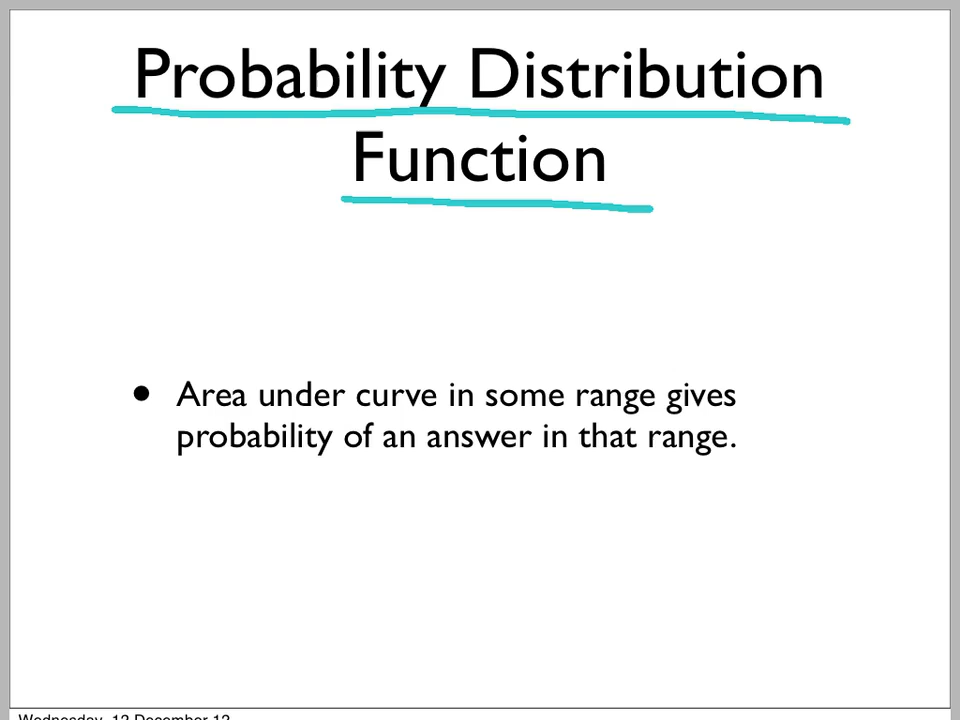 Probability Distribution
Function
• Area under curve in some range gives
probability of an answer in that range.
Wednesday, 12 December 12